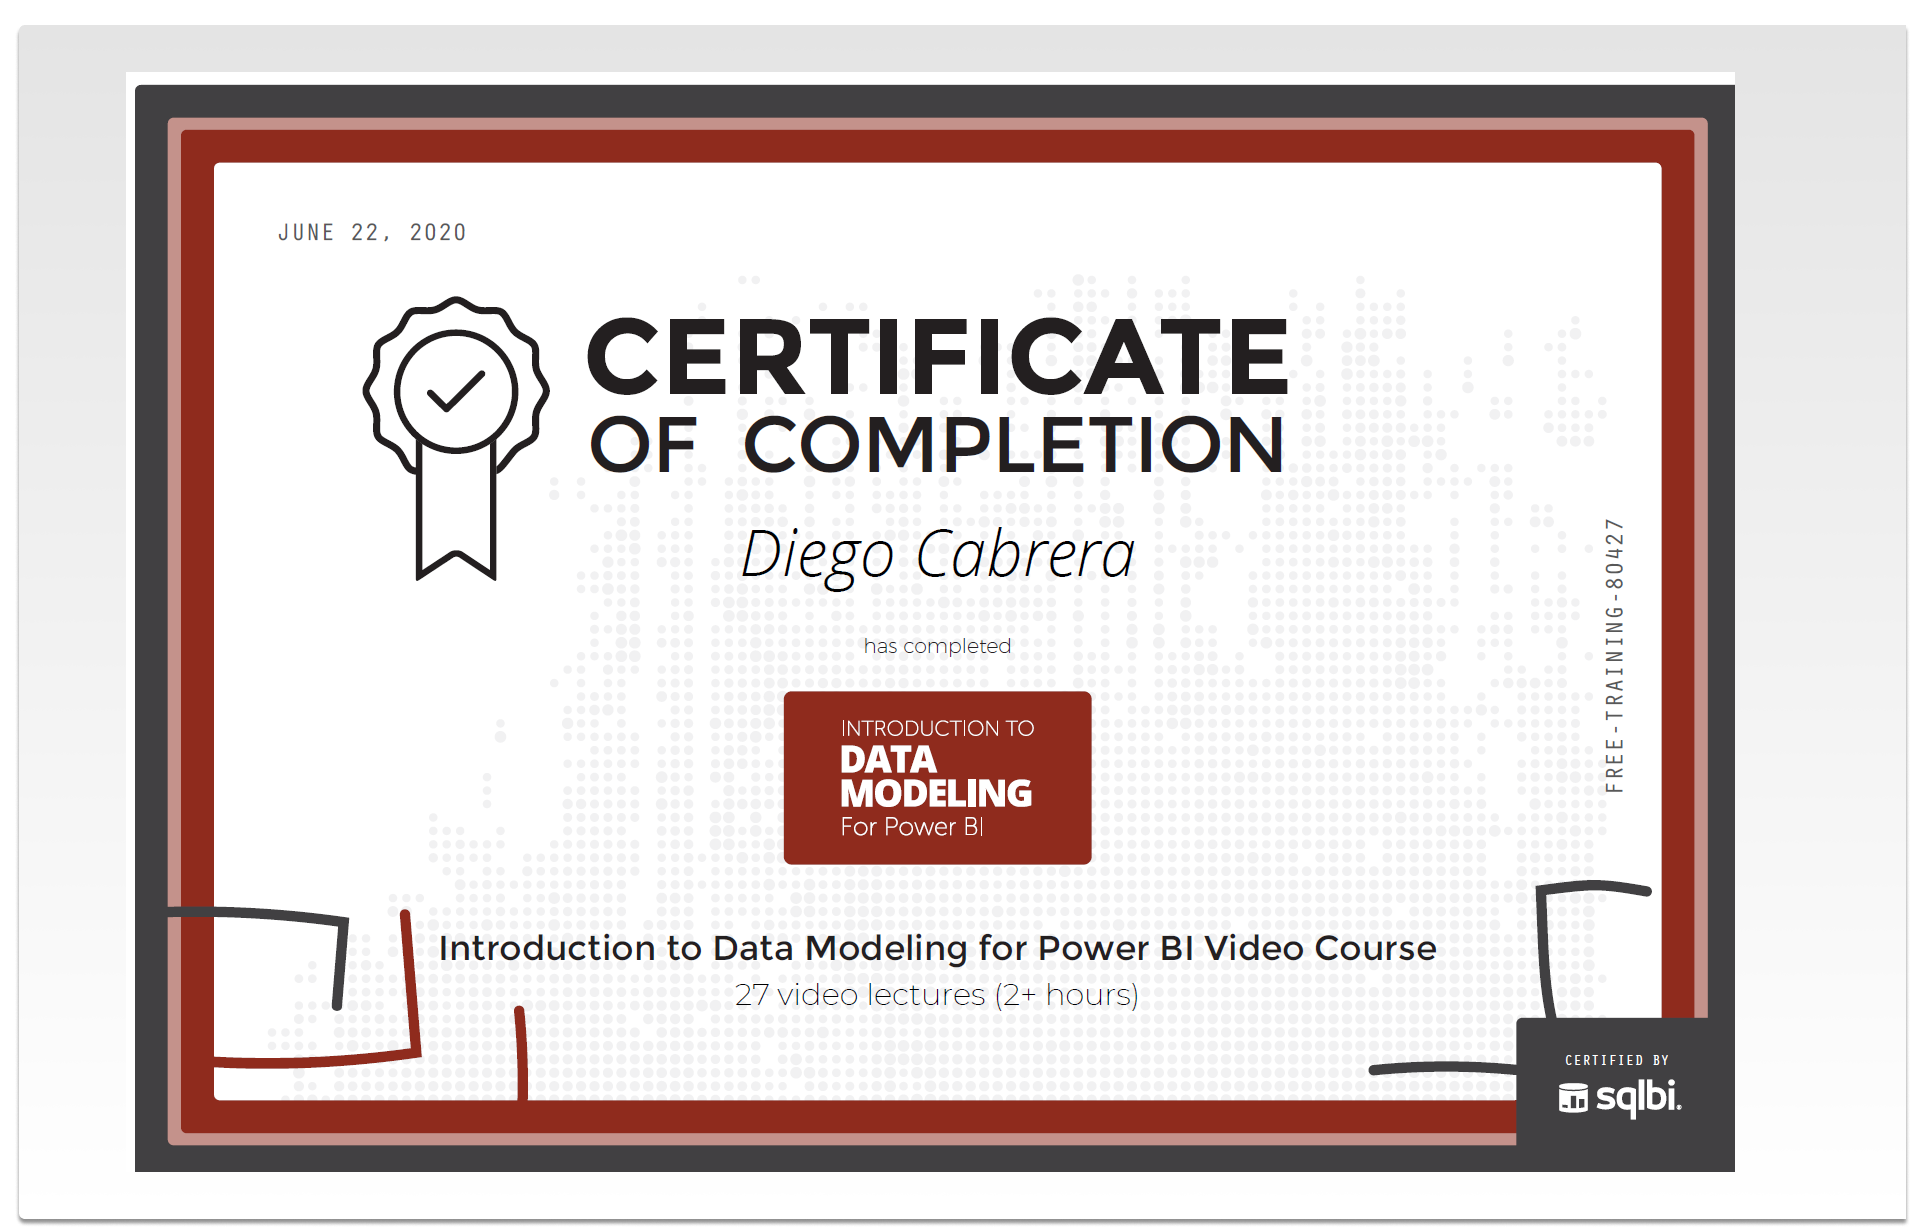 JUNE 22, 2020
CERTIFICATE
OF COMPLETION
Diego Cabrera
has completed
INTRODUCTION TO
DATA
MODELING
For Power BI
FREE-TRAINING-80427
Introduction to Data Modeling for Power BI Video Course
27 video lectures (2+ hours)
CERTIFIED BY
sqlbi.